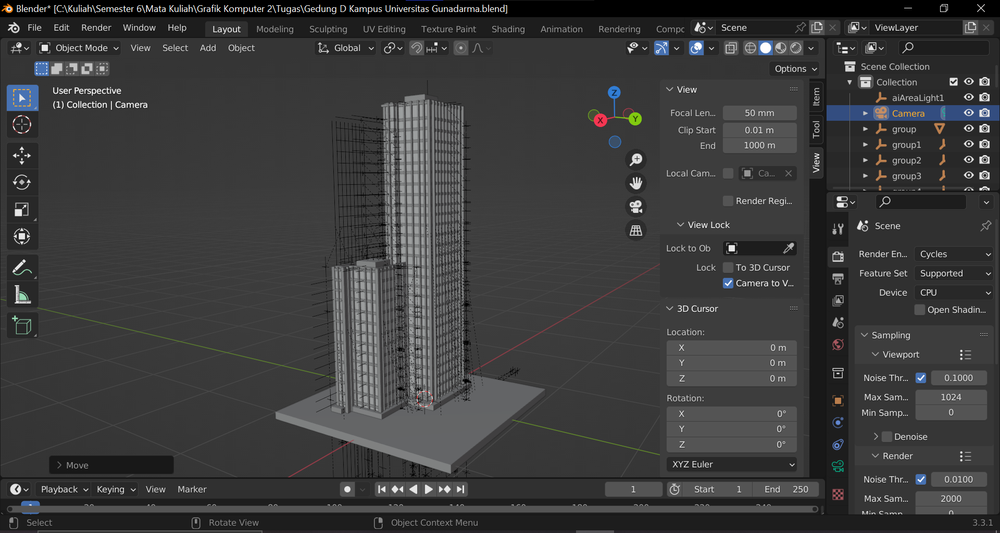 Blender* [C:\Kuliah\Semester 6\Mata Kuliah\Grafik Komputer 2\Tugas\Gedung D Kampus Universitas Gunadarma.blend]
File Edit Render Window Help Layout Modeling Sculpting UV Editing Texture Paint Shading Animation Rendering Compc Scene ViewLayer
Object Mode View Select Add Object Global
Options
User Perspective
(1) Collection | Camera
Z
X
Y
View
Focal Len... 50 mm
Clip Start 0.01 m
End 1000 m
Local Cam... Ca...
Render Regi...
View Lock
Lock to Ob
Lock To 3D Cursor
Camera to V...
3D Cursor
Location:
X 0 m
Y 0 m
Z 0 m
Rotation:
X 0°
Y 0°
Z 0°
XYZ Euler
Item
Tool
View
Scene Collection
Collection
aiAreaLight1
Camera
group
group1
group2
group3
Scene
Render En... Cycles
Feature Set Supported
Device CPU
Open Shadin...
Sampling
Viewport
Noise Thr... 0.1000
Max Sam... 1024
Min Samp... 0
Denoise
Render
Noise Thr... 0.0100
Max Sam... 2000
Move
Playback Keying View Marker 1 Start 1 End 250
Select Rotate View Object Context Menu 3.3.1